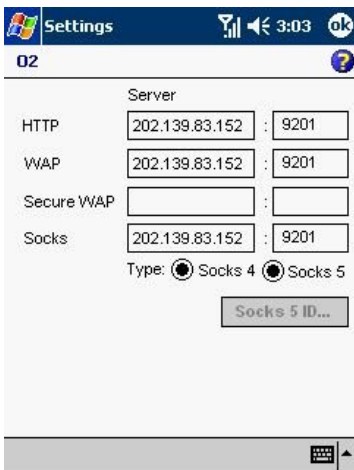 Settings 3:03 ok
O2
Server
HTTP 202.139.83.152 : 9201
WAP 202.139.83.152 : 9201
Secure WAP :
Socks 202.139.83.152 : 9201
Type: Socks 4 Socks 5
Socks 5 ID...